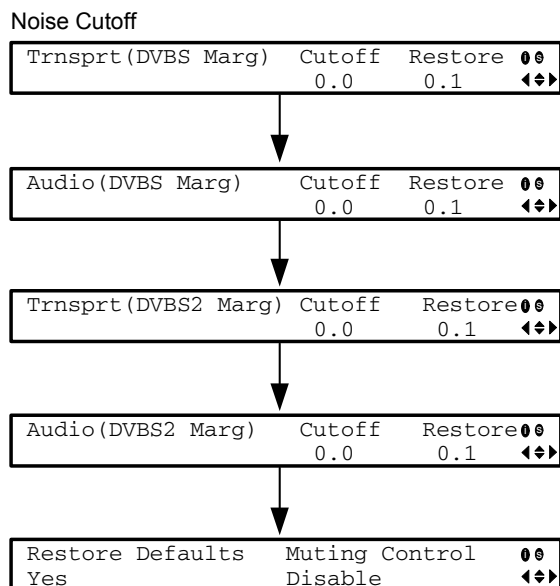 Noise Cutoff
Trnsprt(DVBS Marg) Cutoff Restore i S
0.0 0.1
Audio(DVBS Marg) Cutoff Restore i S
0.0 0.1
Trnsprt(DVBS2 Marg) Cutoff Restore i S
0.0 0.1
Audio(DVBS2 Marg) Cutoff Restore i S
0.0 0.1
Restore Defaults Muting Control i S
Yes Disable